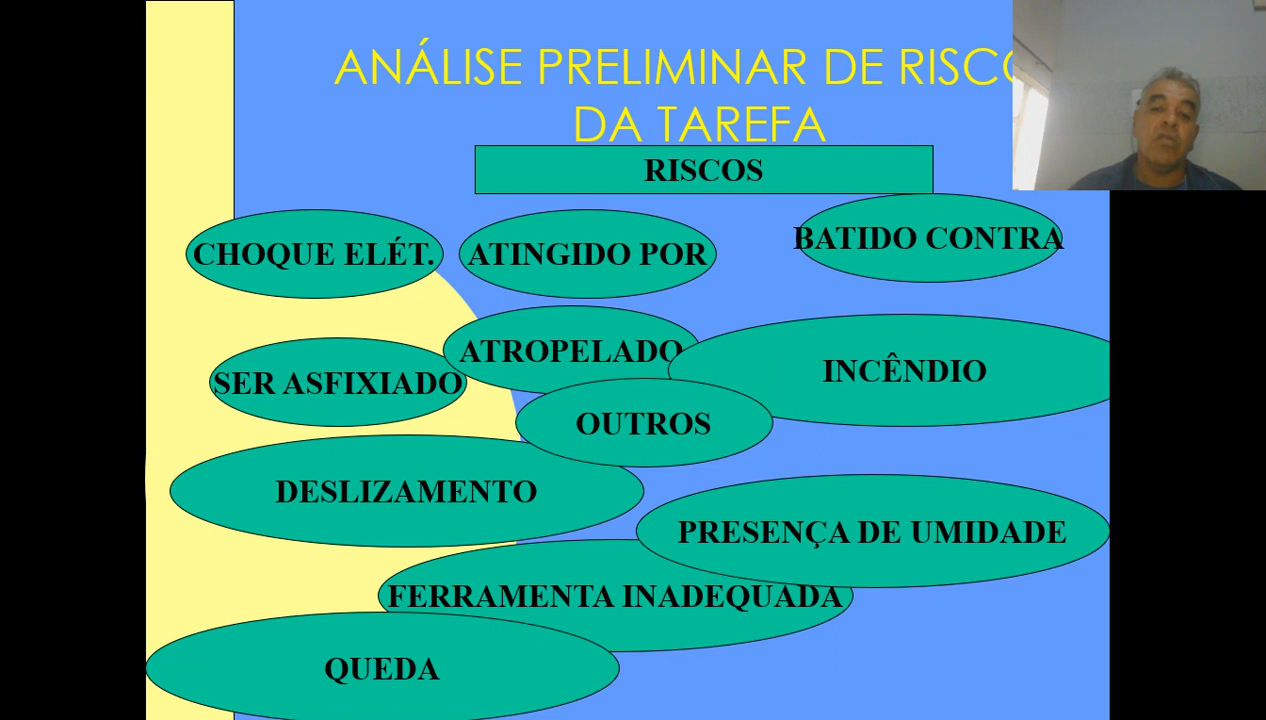 ANÁLISE PRELIMINAR DE RISCO
DA TAREFA
RISCOS
CHOQUE ELÉT.
ATINGIDO POR
BATIDO CONTRA
ATROPELADO
INCÊNDIO
SER ASFIXIADO
OUTROS
DESLIZAMENTO
PRESENÇA DE UMIDADE
FERRAMENTA INADEQUADA
QUEDA